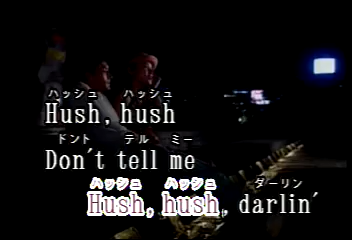 ハッシュ ハッシュ
Hush, hush
ドント テル ミー
Don't tell me
ハッシュ ハッシュ ダーリン
Hush, hush, darlin'